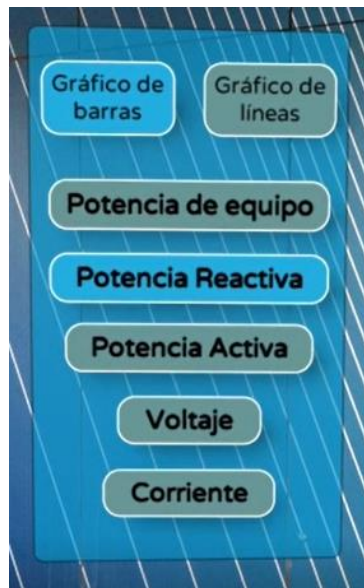 Gráfico de
barras
Gráfico de
líneas
Potencia de equipo
Potencia Reactiva
Potencia Activa
Voltaje
Corriente